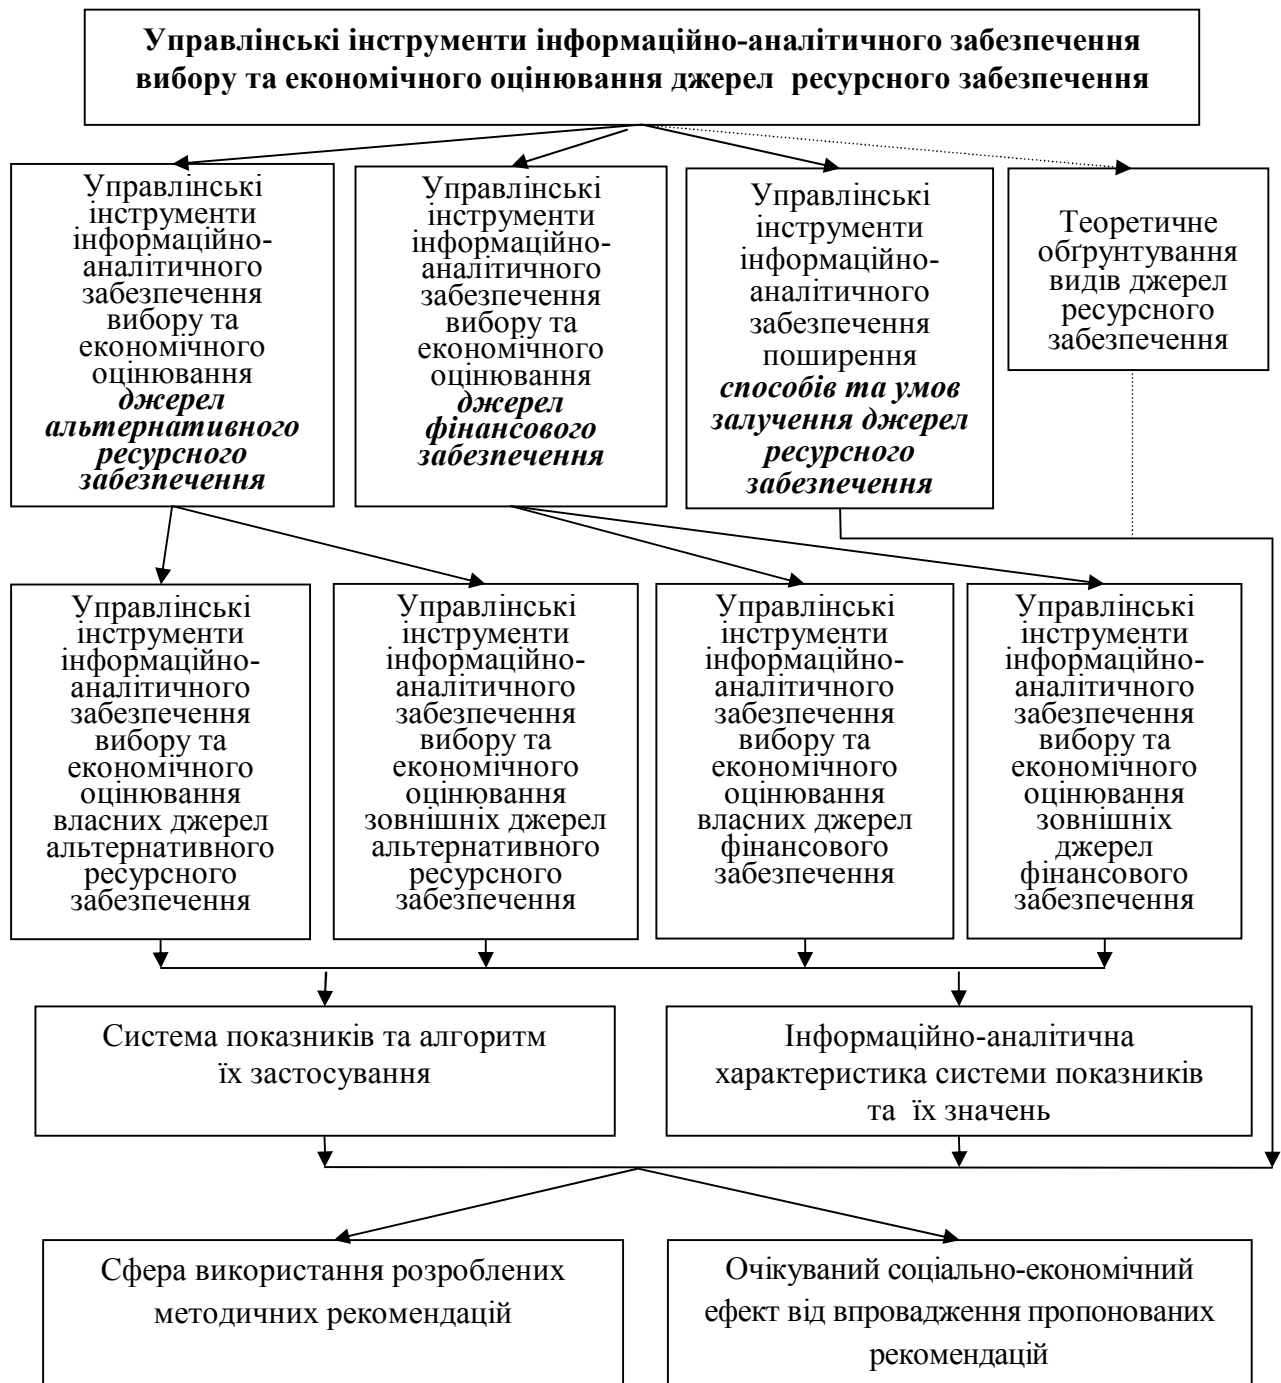 Управлінські інструменти інформаційно-аналітичного забезпечення
вибору та економічного оцінювання джерел ресурсного забезпечення
Управлінські
інструменти
інформаційно-
аналітичного
забезпечення
вибору та
економічного
оцінювання
джерел
альтернативного
ресурсного
забезпечення
Управлінські
інструменти
інформаційно-
аналітичного
забезпечення
вибору та
економічного
оцінювання
джерел
фінансового
забезпечення
Управлінські
інструменти
інформаційно-
аналітичного
забезпечення
поширення
способів та умов
залучення джерел
ресурсного
забезпечення
Теоретичне
обґрунтування
видів джерел
ресурсного
забезпечення
Управлінські
інструменти
інформаційно-
аналітичного
забезпечення
вибору та
економічного
оцінювання
власних джерел
альтернативного
ресурсного
забезпечення
Управлінські
інструменти
інформаційно-
аналітичного
забезпечення
вибору та
економічного
оцінювання
зовнішніх джерел
альтернативного
ресурсного
забезпечення
Управлінські
інструменти
інформаційно-
аналітичного
забезпечення
вибору та
економічного
оцінювання
власних джерел
фінансового
забезпечення
Управлінські
інструменти
інформаційно-
аналітичного
забезпечення
вибору та
економічного
оцінювання
зовнішніх
джерел
фінансового
забезпечення
Система показників та алгоритм
їх застосування
Інформаційно-аналітична
характеристика системи показників
та їх значень
Сфера використання розроблених
методичних рекомендацій
Очікуваний соціально-економічний
ефект від впровадження пропонованих
рекомендацій